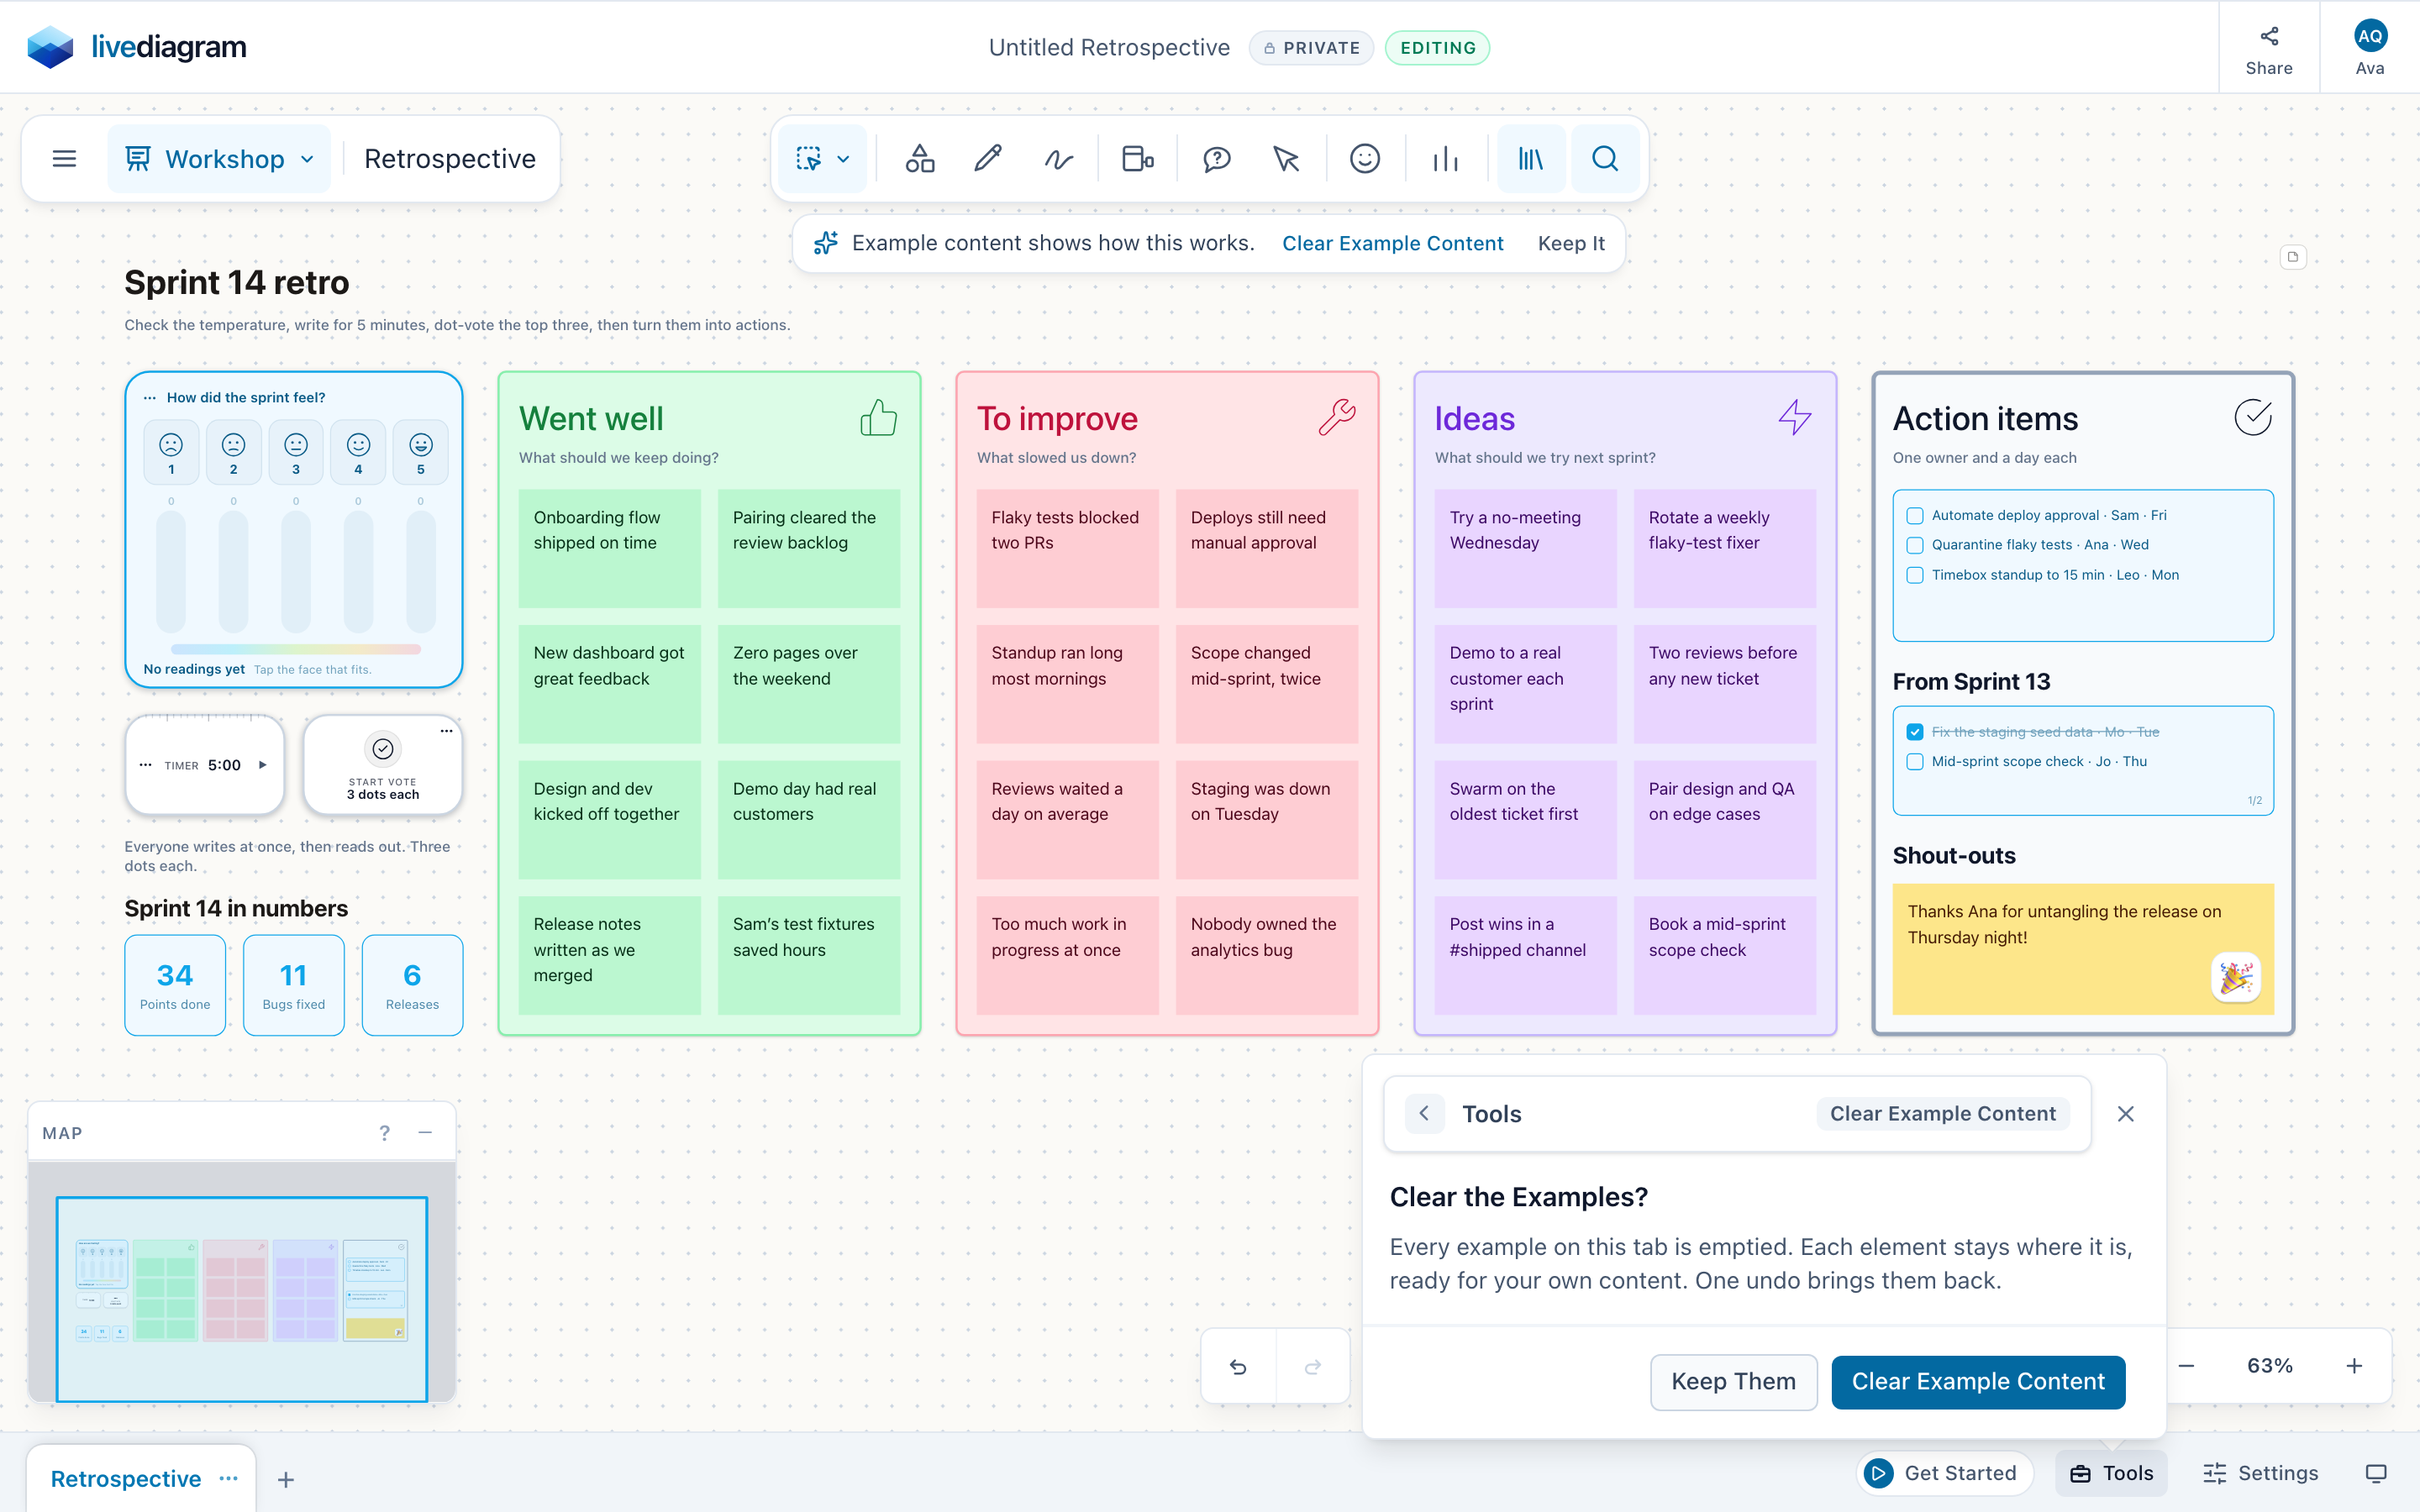 livediagram
Untitled Retrospective
PRIVATE
EDITING
Share
AQ
Ava
Workshop
Retrospective
Example content shows how this works.
Clear Example Content
Keep It
Sprint 14 retro
Check the temperature, write for 5 minutes, dot-vote the top three, then turn them into actions.
How did the sprint feel?
1
2
3
4
5
0
0
0
0
0
No readings yet
Tap the face that fits.
TIMER
5:00
START VOTE
3 dots each
Everyone writes at once, then reads out. Three
dots each.
Sprint 14 in numbers
34
Points done
11
Bugs fixed
6
Releases
Went well
What should we keep doing?
Onboarding flow
shipped on time
Pairing cleared the
review backlog
New dashboard got
great feedback
Zero pages over
the weekend
Design and dev
kicked off together
Demo day had real
customers
Release notes
written as we
merged
Sam's test fixtures
saved hours
To improve
What slowed us down?
Flaky tests blocked
two PRs
Deploys still need
manual approval
Standup ran long
most mornings
Scope changed
mid-sprint, twice
Reviews waited a
day on average
Staging was down
on Tuesday
Too much work in
progress at once
Nobody owned the
analytics bug
Ideas
What should we try next sprint?
Try a no-meeting
Wednesday
Rotate a weekly
flaky-test fixer
Demo to a real
customer each
sprint
Two reviews before
any new ticket
Swarm on the
oldest ticket first
Pair design and QA
on edge cases
Post wins in a
#shipped channel
Book a mid-sprint
scope check
Action items
One owner and a day each
Automate deploy approval · Sam · Fri
Quarantine flaky tests · Ana · Wed
Timebox standup to 15 min · Leo · Mon
From Sprint 13
Fix the staging seed data · Mo · Tue
Mid-sprint scope check · Jo · Thu
1/2
Shout-outs
Thanks Ana for untangling the release on
Thursday night!
MAP
?
Tools
Clear Example Content
Clear the Examples?
Every example on this tab is emptied. Each element stays where it is,
ready for your own content. One undo brings them back.
Keep Them
Clear Example Content
63%
Retrospective
Get Started
Tools
Settings